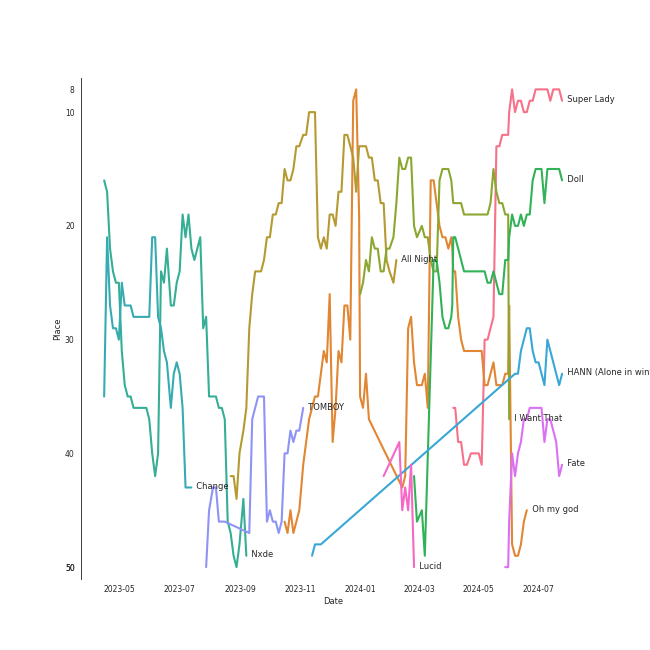 8
10
20
30
40
50
Place
2023-05
2023-07
2023-09
2023-11
2024-01
2024-03
2024-05
2024-07
Date
Super Lady
Doll
All Night
HANN (Alone in win
TOMBOY
I Want That
Fate
Change
Oh my god
Nxde
Lucid